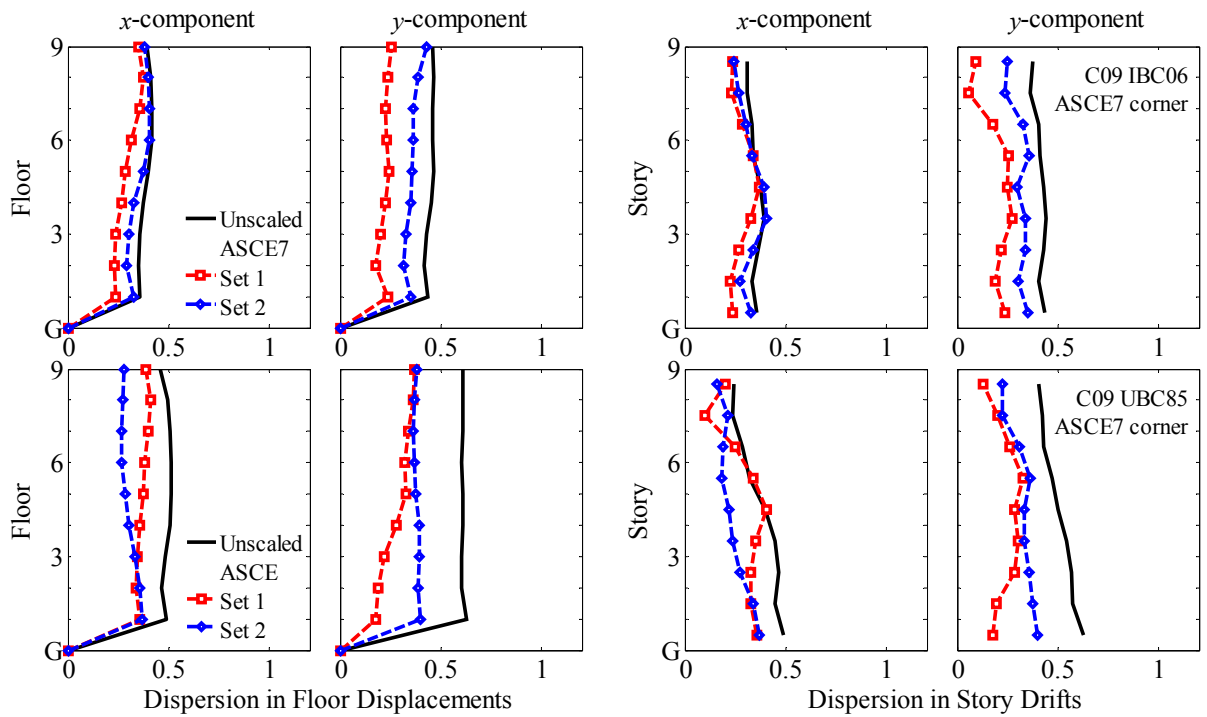 x-component
y-component
x-component
y-component
9
6
3
G
Floor
Unscaled
ASCE7
Set 1
Set 2
0
0.5
1
0
0.5
1
9
6
3
G
Story
0
0.5
1
C09 IBC06
ASCE7 corner
0
0.5
1
9
6
3
G
Floor
Unscaled
ASCE
Set 1
Set 2
0
0.5
1
0
0.5
1
Dispersion in Floor Displacements
9
6
3
G
Story
0
0.5
1
C09 UBC85
ASCE7 corner
0
0.5
1
Dispersion in Story Drifts